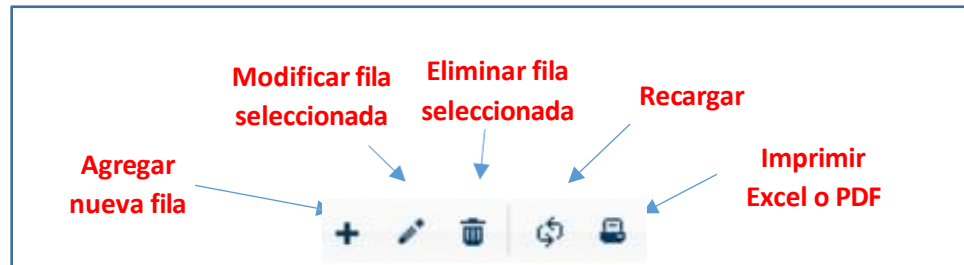 Agregar
nueva fila
Modificar fila
seleccionada
Eliminar fila
seleccionada
Recargar
Imprimir
Excel o PDF